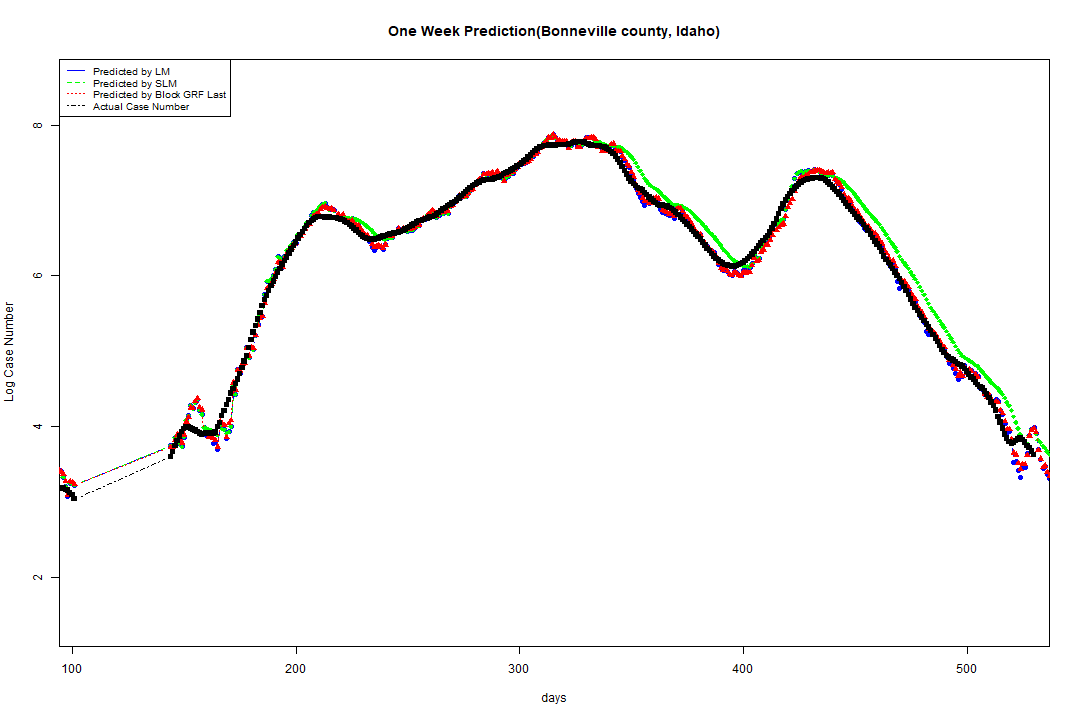 One Week Prediction(Bonneville county, Idaho)
Predicted by LM
Predicted by SLM
Predicted by Block GRF Last
Actual Case Number
8
6
4
2
Log Case Number
100 200 300 400 500
days